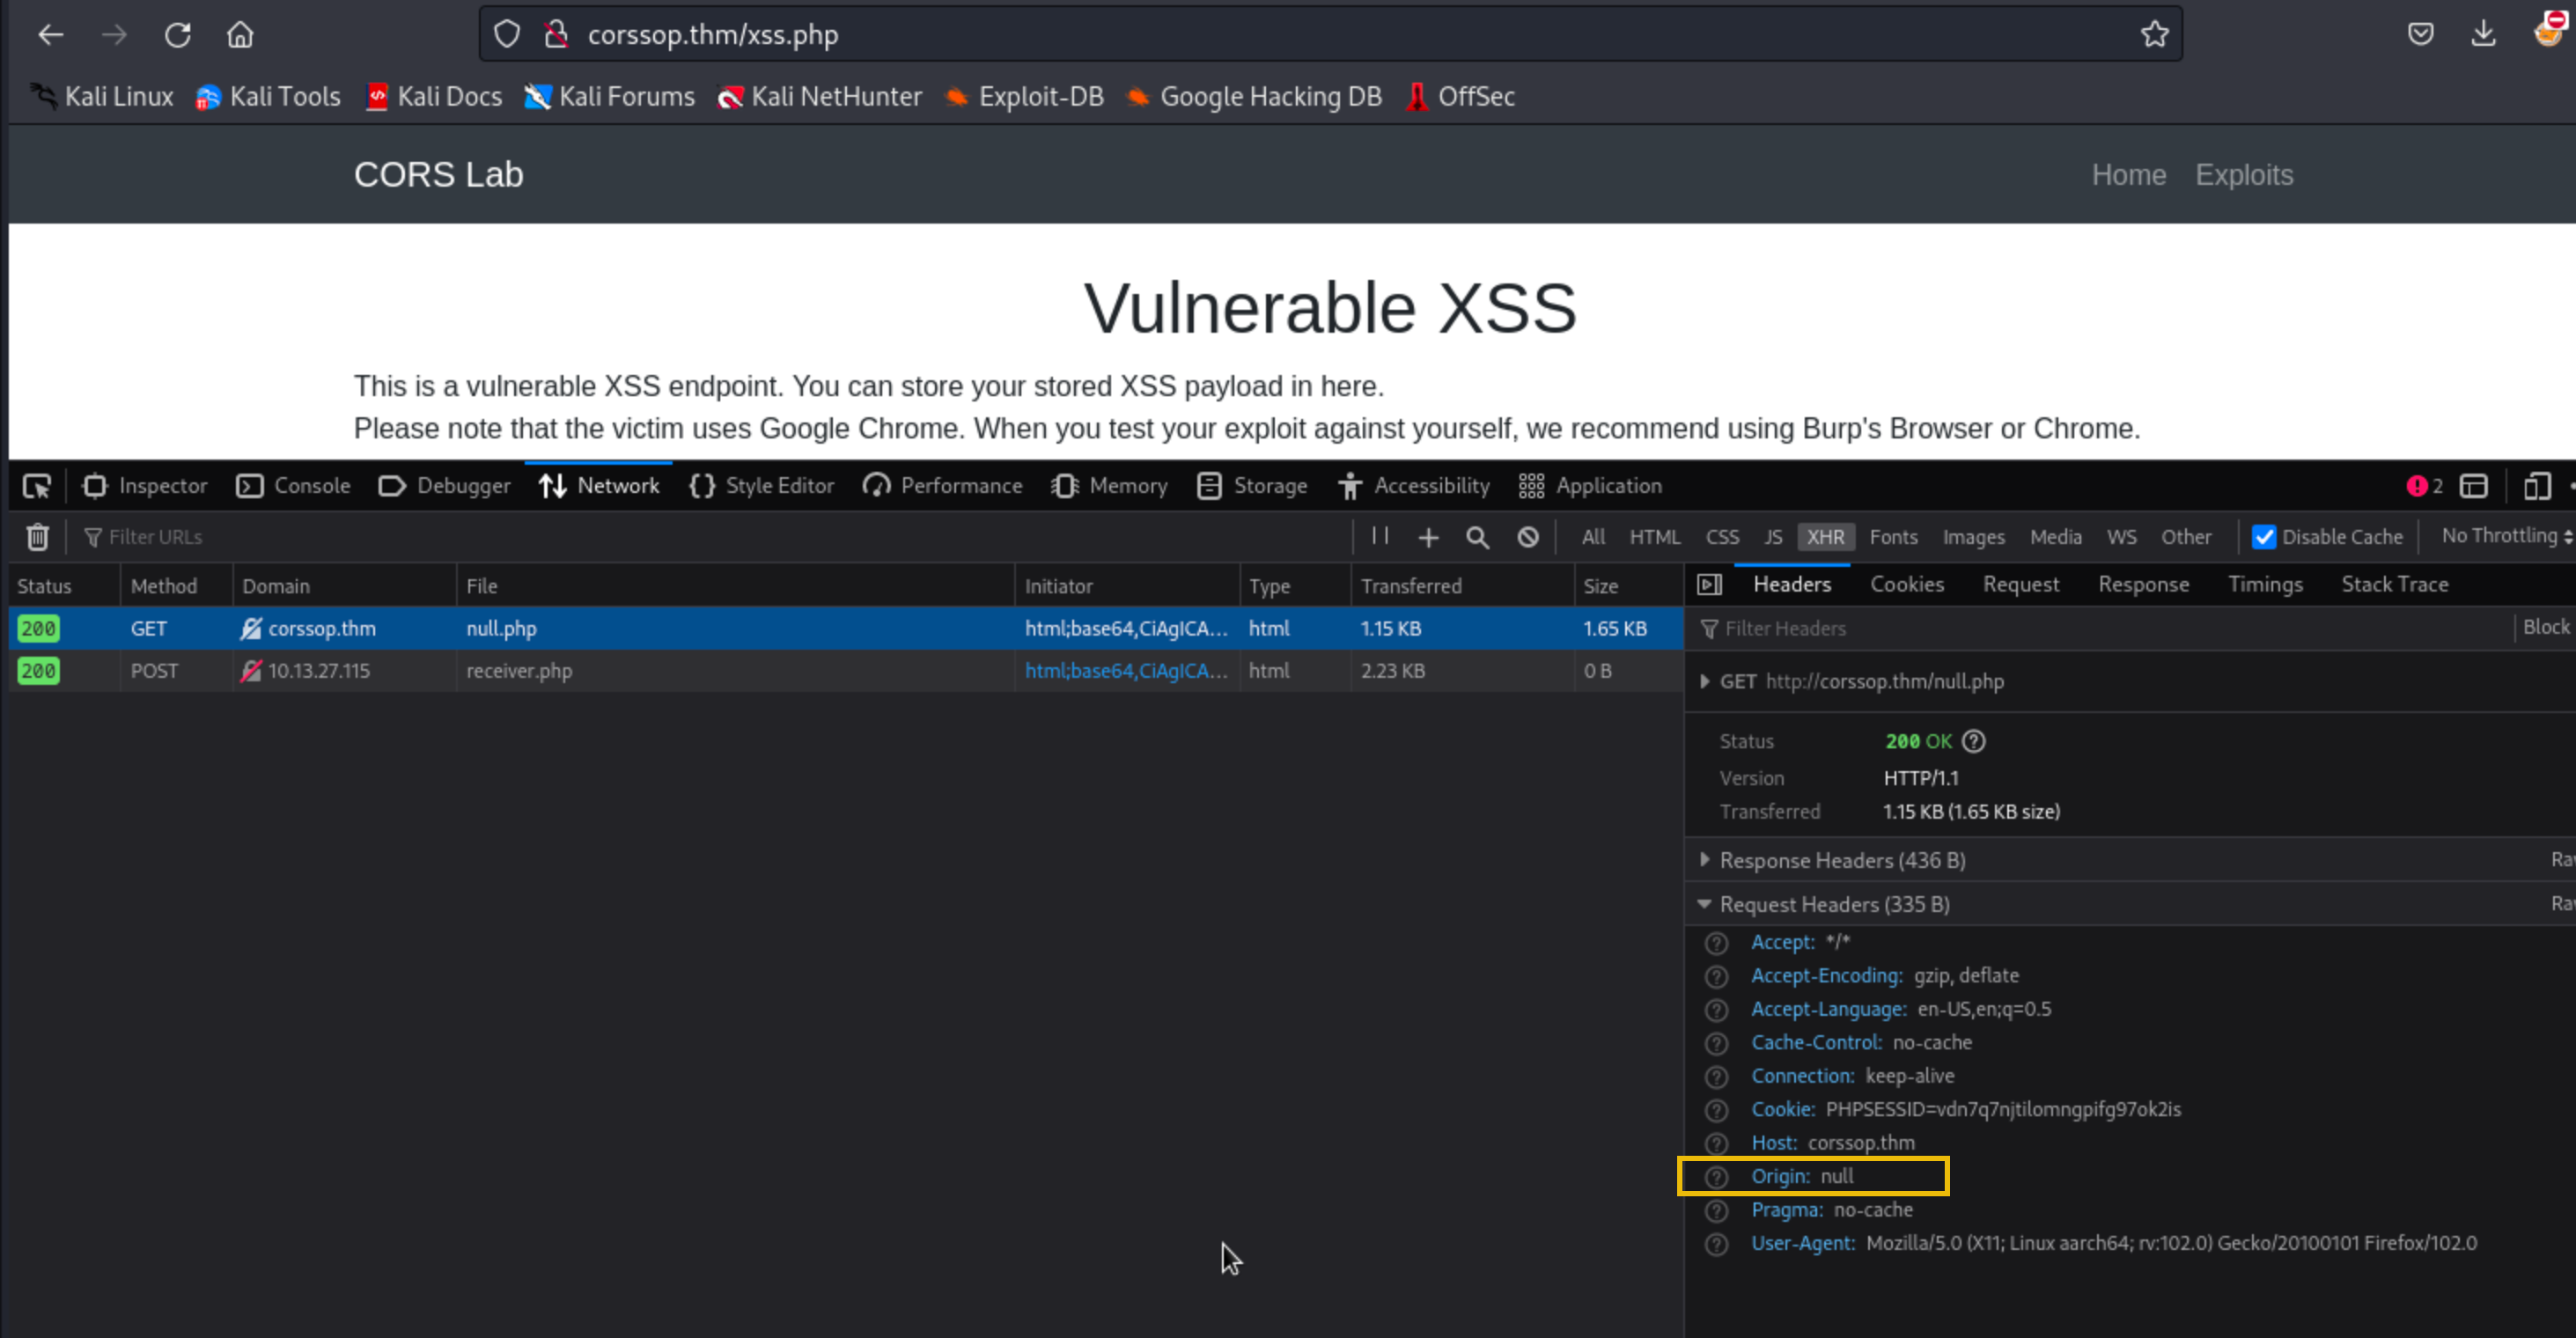 corssop.thm/xss.php
Kali Linux Kali Tools Kali Docs Kali Forums Kali NetHunter Exploit-DB Google Hacking DB OffSec
CORS Lab Home Exploits
Vulnerable XSS
This is a vulnerable XSS endpoint. You can store your stored XSS payload in here.
Please note that the victim uses Google Chrome. When you test your exploit against yourself, we recommend using Burp's Browser or Chrome.
Inspector Console Debugger Network Style Editor Performance Memory Storage Accessibility Application 2
Filter URLs All HTML CSS JS XHR Fonts Images Media WS Other Disable Cache No Throttling
Status Method Domain File Initiator Type Transferred Size
200 GET corssop.thm null.php html;base64,CiAgICA... html 1.15 KB 1.65 KB
200 POST 10.13.27.115 receiver.php html;base64,CiAgICA... html 2.23 KB 0 B
Headers Cookies Request Response Timings Stack Trace
Filter Headers Block
GET http://corssop.thm/null.php
Status 200 OK
Version HTTP/1.1
Transferred 1.15 KB (1.65 KB size)
Response Headers (436 B)
Request Headers (335 B)
Accept: */*
Accept-Encoding: gzip, deflate
Accept-Language: en-US,en;q=0.5
Cache-Control: no-cache
Connection: keep-alive
Cookie: PHPSESSID=vdn7q7njtilomngpifg97ok2is
Host: corssop.thm
Origin: null
Pragma: no-cache
User-Agent: Mozilla/5.0 (X11; Linux aarch64; rv:102.0) Gecko/20100101 Firefox/102.0